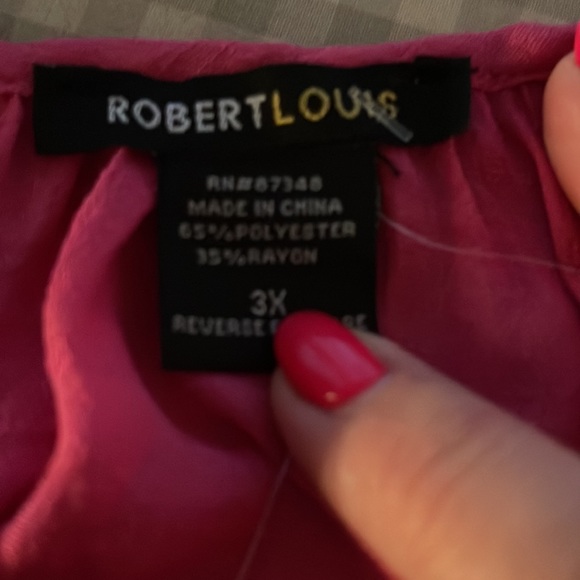 ROBERTLOUIS
RN#87348
MADE IN CHINA
65%POLYESTER
35%RAYON
3X
REVERSE